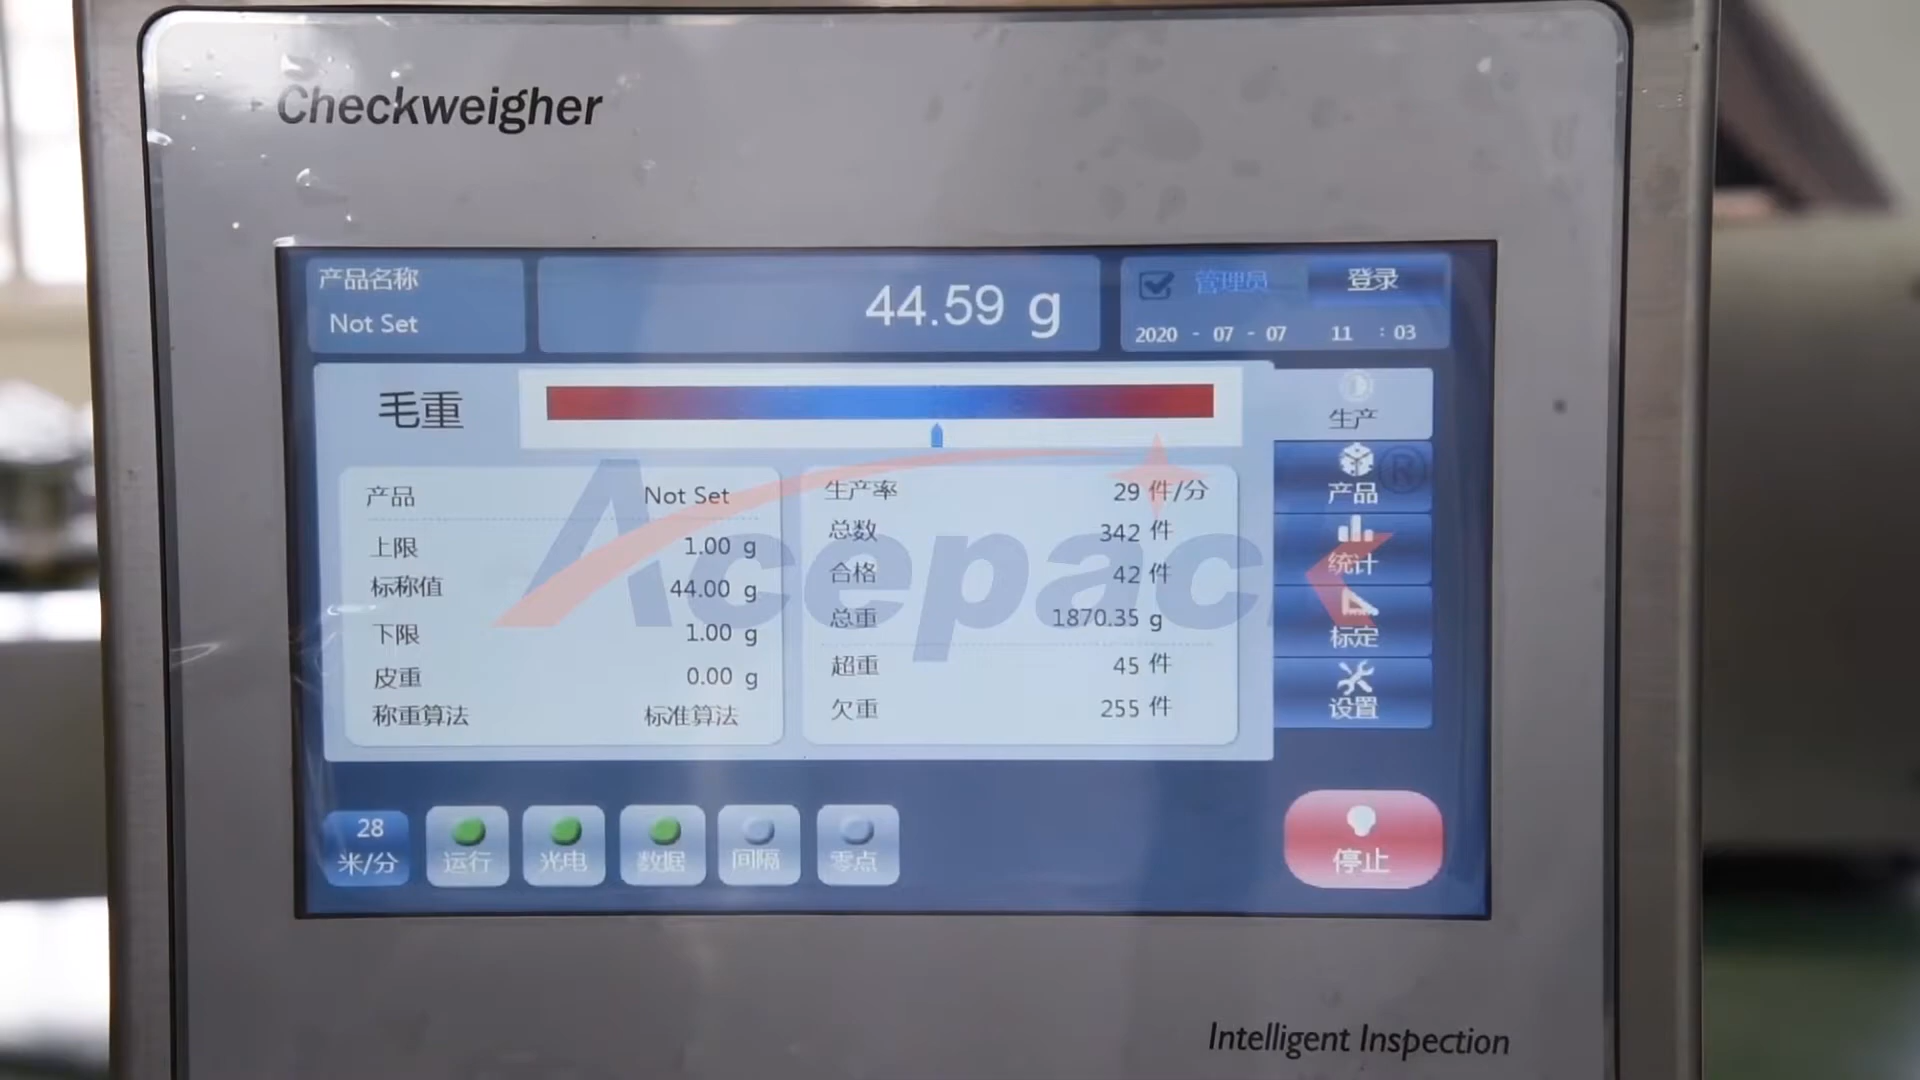 Checkweigher
产品名称
Not Set
44.59 g
管理员 登录
2020 - 07 - 07 11 : 03
毛重
产品 Not Set
上限 1.00 g
标称值 44.00 g
下限 1.00 g
皮重 0.00 g
称重算法 标准算法
生产率 29 件/分
总数 342 件
合格 42 件
总重 1870.35 g
超重 45 件
欠重 255 件
生产
产品
统计
标定
设置
Acepack®
28
米/分
运行
光电
数据
间隔
零点
停止
Intelligent Inspection